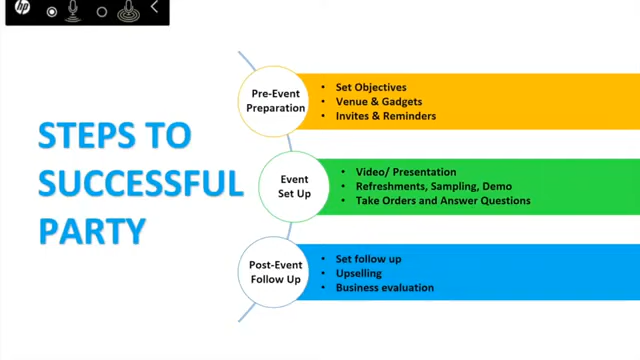 hp
STEPS TO
SUCCESSFUL
PARTY
Pre-Event
Preparation
• Set Objectives
• Venue & Gadgets
• Invites & Reminders
Event
Set Up
• Video/ Presentation
• Refreshments, Sampling, Demo
• Take Orders and Answer Questions
Post-Event
Follow Up
• Set follow up
• Upselling
• Business evaluation